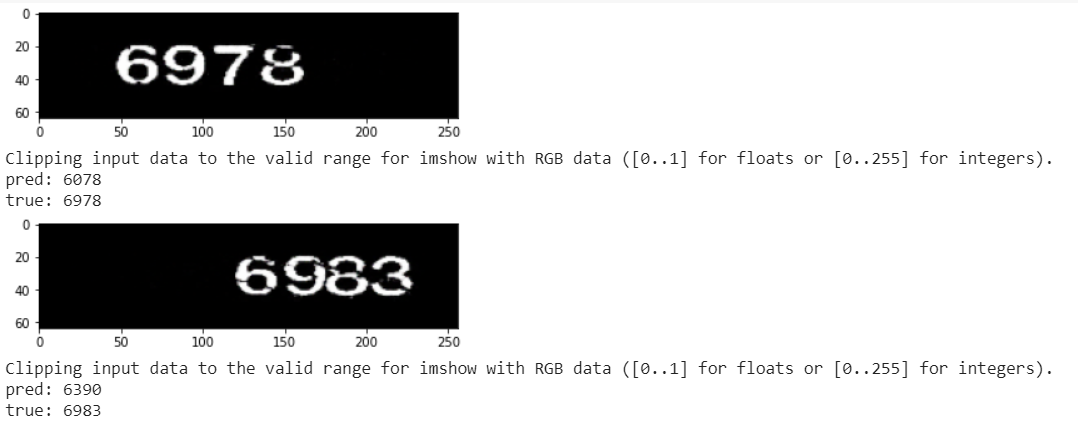 0
20
40
60
6978
0 50 100 150 200 250
Clipping input data to the valid range for imshow with RGB data ([0..1] for floats or [0..255] for integers).
pred: 6078
true: 6978
0
20
40
60
6983
0 50 100 150 200 250
Clipping input data to the valid range for imshow with RGB data ([0..1] for floats or [0..255] for integers).
pred: 6390
true: 6983